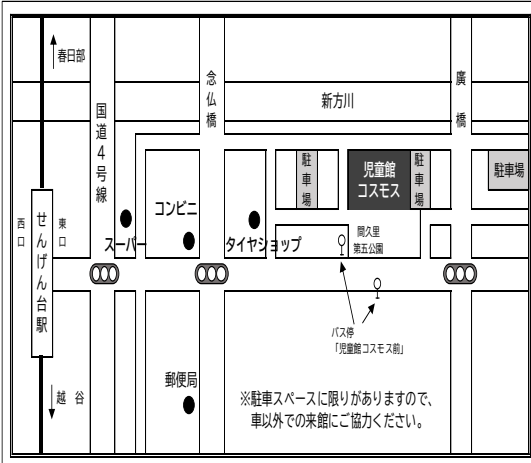 春日部
国道4号線
念仏橋
新方川
廣橋
駐車場
児童館
コスモス
駐車場
駐車場
西口
せんげん台駅
東口
スーパー
コンビニ
タイヤショップ
間久里
第五公園
バス停
「児童館コスモス前」
越谷
郵便局
※駐車スペースに限りがありますので、
車以外での来館にご協力ください。